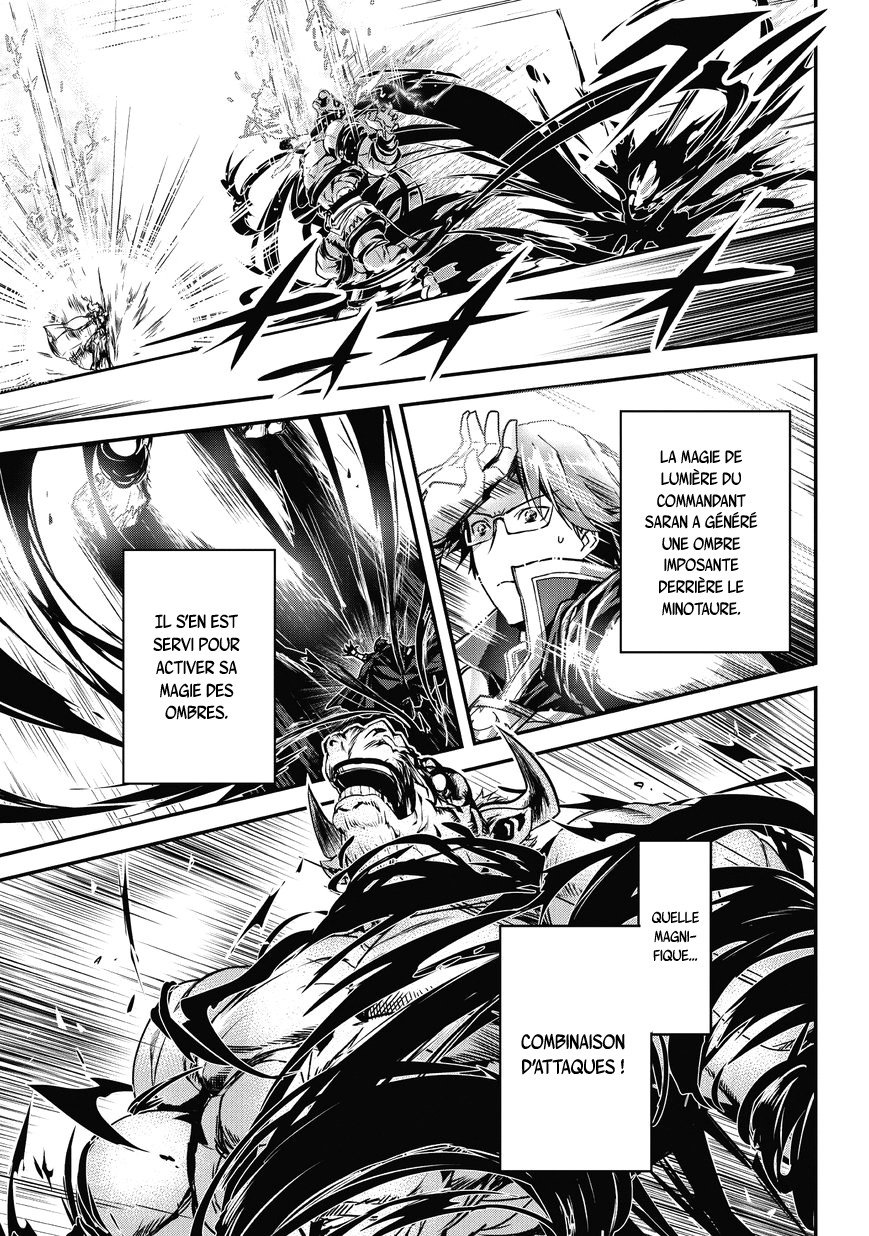 LA MAGIE DE
LUMIÈRE DU
COMMANDANT
SARAN A GÉNÉRÉ
UNE OMBRE
IMPOSANTE
DERRIÈRE LE
MINOTAURE.
IL S'EN EST
SERVI POUR
ACTIVER SA
MAGIE DES
OMBRES.
QUELLE
MAGNI-
FIQUE...
COMBINAISON
D'ATTAQUES !